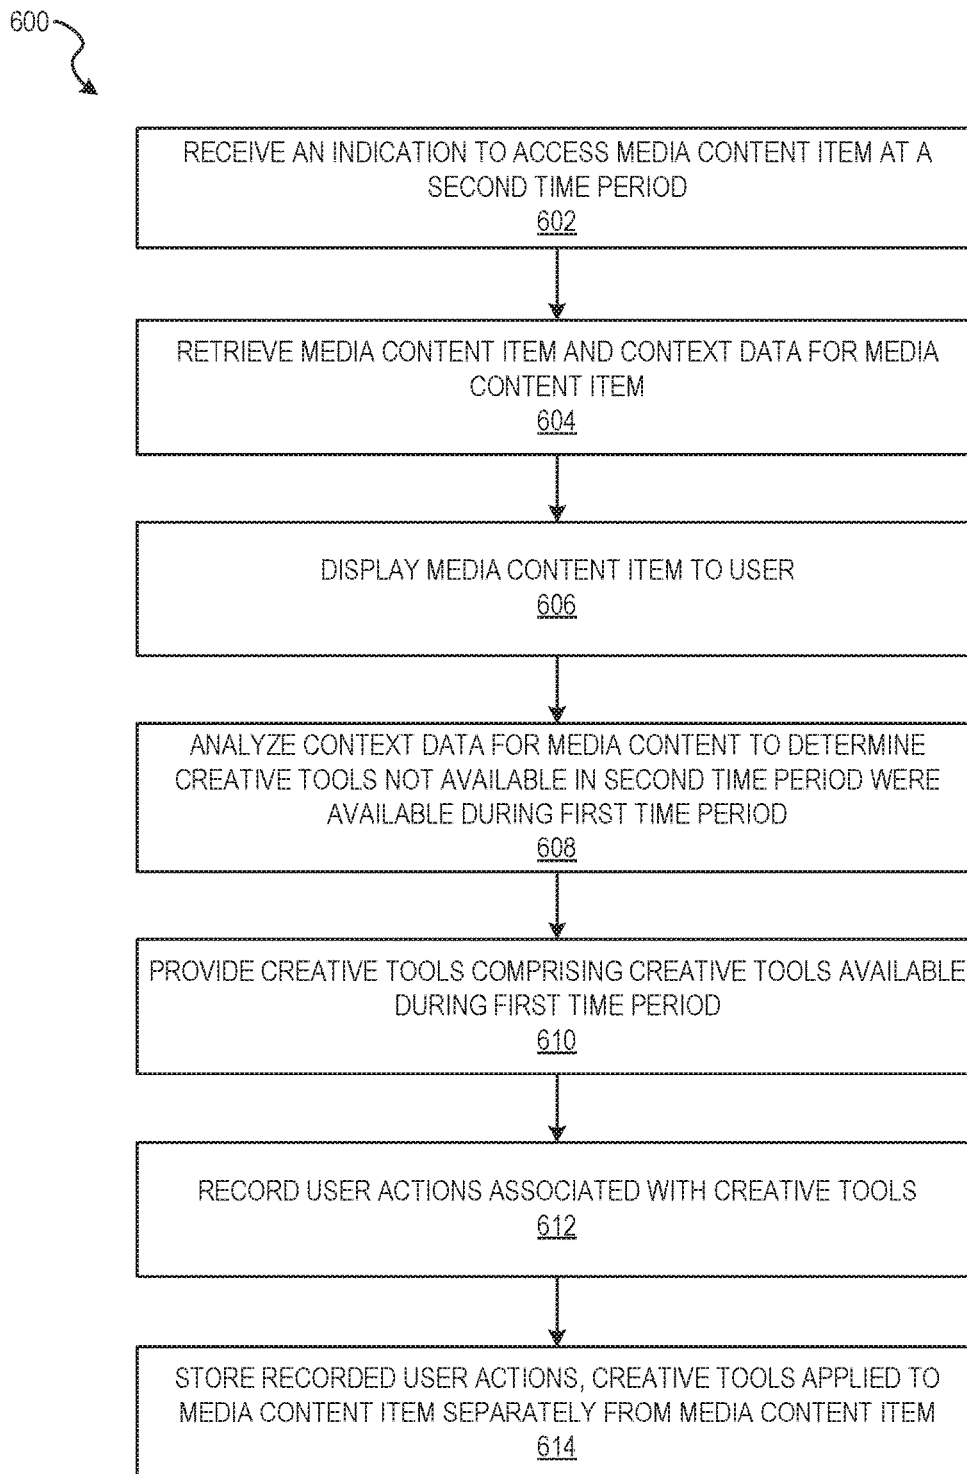 600
RECEIVE AN INDICATION TO ACCESS MEDIA CONTENT ITEM AT A
SECOND TIME PERIOD
602
RETRIEVE MEDIA CONTENT ITEM AND CONTEXT DATA FOR MEDIA
CONTENT ITEM
604
DISPLAY MEDIA CONTENT ITEM TO USER
606
ANALYZE CONTEXT DATA FOR MEDIA CONTENT TO DETERMINE
CREATIVE TOOLS NOT AVAILABLE IN SECOND TIME PERIOD WERE
AVAILABLE DURING FIRST TIME PERIOD
608
PROVIDE CREATIVE TOOLS COMPRISING CREATIVE TOOLS AVAILABLE
DURING FIRST TIME PERIOD
610
RECORD USER ACTIONS ASSOCIATED WITH CREATIVE TOOLS
612
STORE RECORDED USER ACTIONS, CREATIVE TOOLS APPLIED TO
MEDIA CONTENT ITEM SEPARATELY FROM MEDIA CONTENT ITEM
614